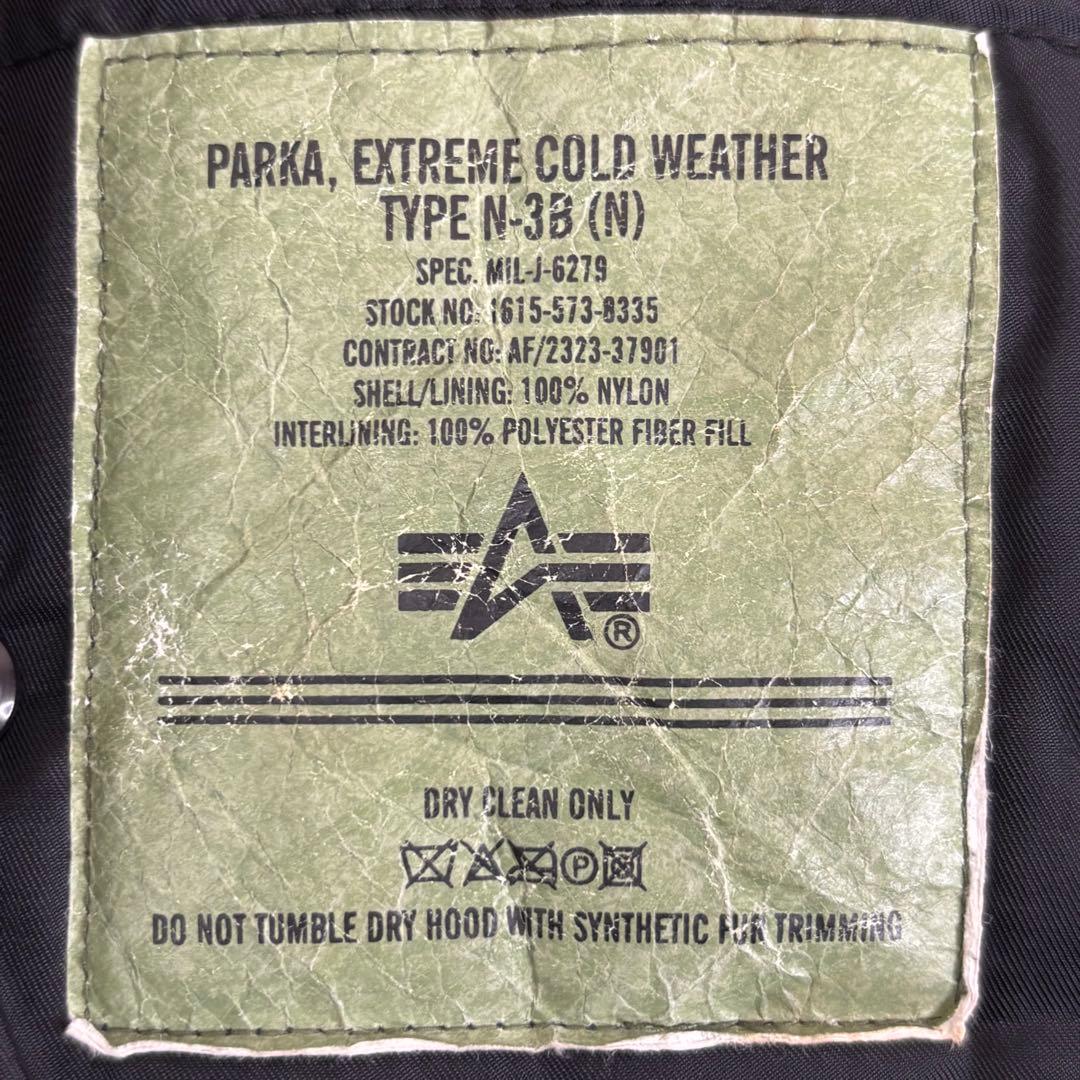 PARKA, EXTREME COLD WEATHER
TYPE N-3B (N)
SPEC. MIL-J-6279
STOCK NO: 1615-573-8335
CONTRACT NO: AF/2323-37901
SHELL/LINING: 100% NYLON
INTERLINING: 100% POLYESTER FIBER FILL
®
DRY CLEAN ONLY
P
DO NOT TUMBLE DRY HOOD WITH SYNTHETIC FUR TRIMMING